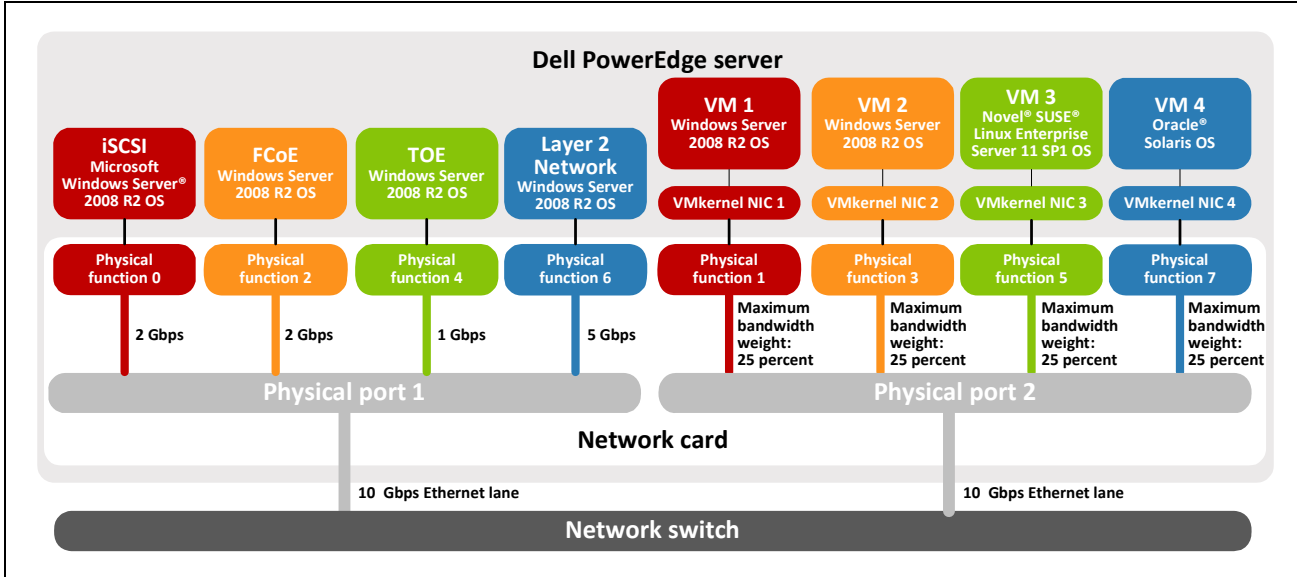 Dell PowerEdge server
iSCSI
Microsoft
Windows Server®
2008 R2 OS
FCoE
Windows Server
2008 R2 OS
TOE
Windows Server
2008 R2 OS
Layer 2
Network
Windows Server
2008 R2 OS
VM 1
Windows Server
2008 R2 OS
VM 2
Windows Server
2008 R2 OS
VM 3
Novel® SUSE®
Linux Enterprise
Server 11 SP1 OS
VM 4
Oracle®
Solaris OS
VMkernel NIC 1
VMkernel NIC 2
VMkernel NIC 3
VMkernel NIC 4
Physical
function 0
Physical
function 2
Physical
function 4
Physical
function 6
Physical
function 1
Physical
function 3
Physical
function 5
Physical
function 7
2 Gbps
2 Gbps
1 Gbps
5 Gbps
Maximum
bandwidth
weight:
25 percent
Maximum
bandwidth
weight:
25 percent
Maximum
bandwidth
weight:
25 percent
Maximum
bandwidth
weight:
25 percent
Physical port 1
Physical port 2
Network card
10 Gbps Ethernet lane
10 Gbps Ethernet lane
Network switch